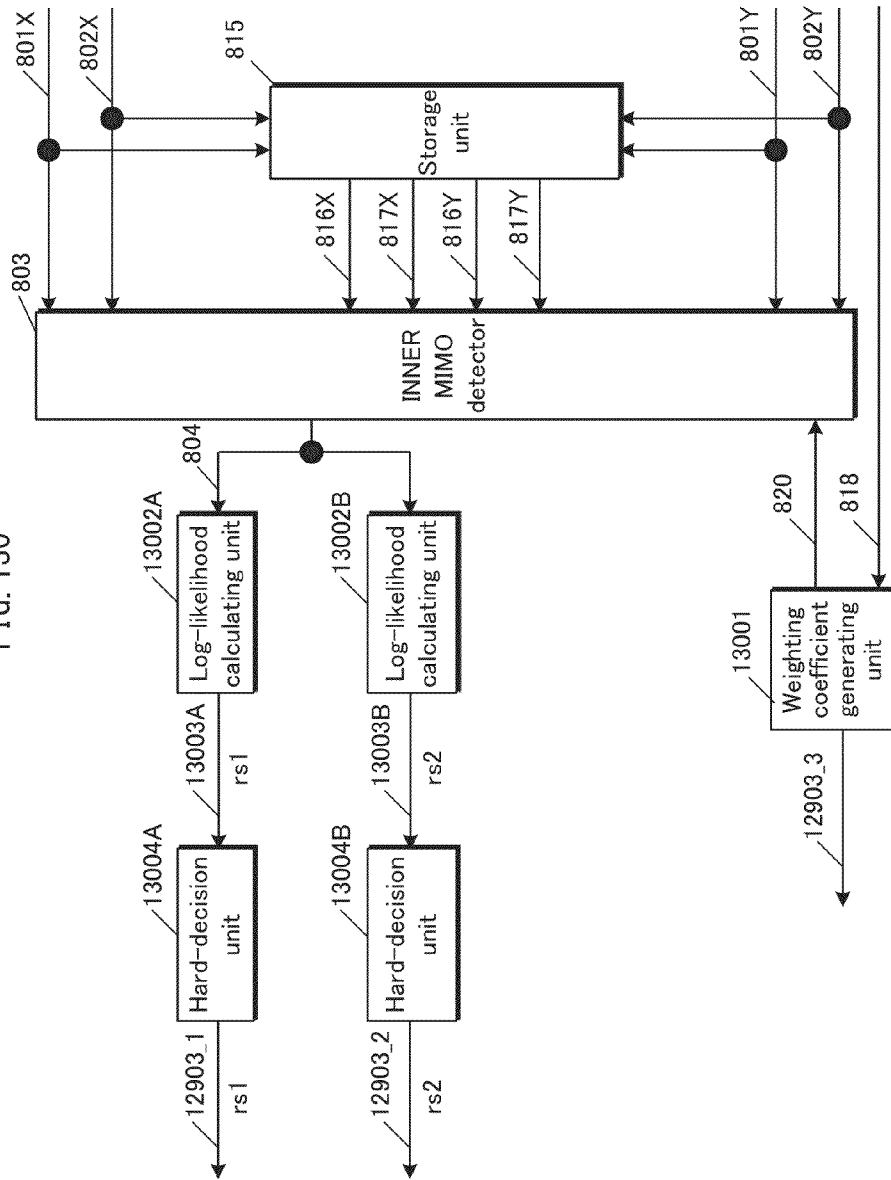 FIG. 130
801X
802X
815
801Y
802Y
Storage
unit
816X
817X
816Y
817Y
803
INNER
MIMO
detector
804
820
818
13002A
Log-likelihood
calculating unit
13002B
Log-likelihood
calculating unit
13001
Weighting
coefficient
generating
unit
13003A
rs1
13003B
rs2
12903_3
13004A
Hard-decision
unit
13004B
Hard-decision
unit
12903_1
rs1
12903_2
rs2